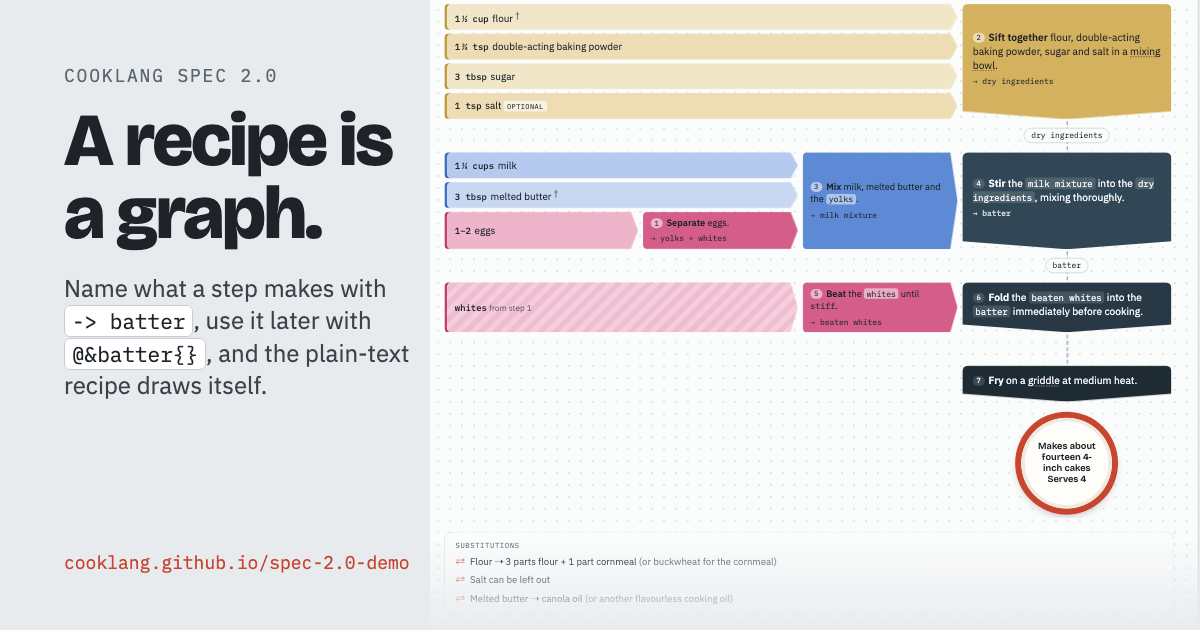 COOKLANG SPEC 2.0
A recipe is
a graph.
Name what a step makes with
-> batter, use it later with
@&batter{}, and the plain-text
recipe draws itself.
cooklang.github.io/spec-2.0-demo
1½ cup flour †
1¾ tsp double-acting baking powder
3 tbsp sugar
1 tsp salt OPTIONAL
2 Sift together flour, double-acting
baking powder, sugar and salt in a mixing
bowl.
→ dry ingredients
dry ingredients
1¼ cups milk
3 tbsp melted butter †
1–2 eggs
1 Separate eggs.
→ yolks + whites
3 Mix milk, melted butter and
the yolks.
→ milk mixture
4 Stir the milk mixture into the dry
ingredients, mixing thoroughly.
→ batter
batter
whites from step 1
5 Beat the whites until
stiff.
→ beaten whites
6 Fold the beaten whites into the
batter immediately before cooking.
7 Fry on a griddle at medium heat.
Makes about
fourteen 4-
inch cakes
Serves 4
SUBSTITUTIONS
⇄ Flour → 3 parts flour + 1 part cornmeal (or buckwheat for the cornmeal)
⇄ Salt can be left out
⇄ Melted butter → canola oil (or another flavourless cooking oil)